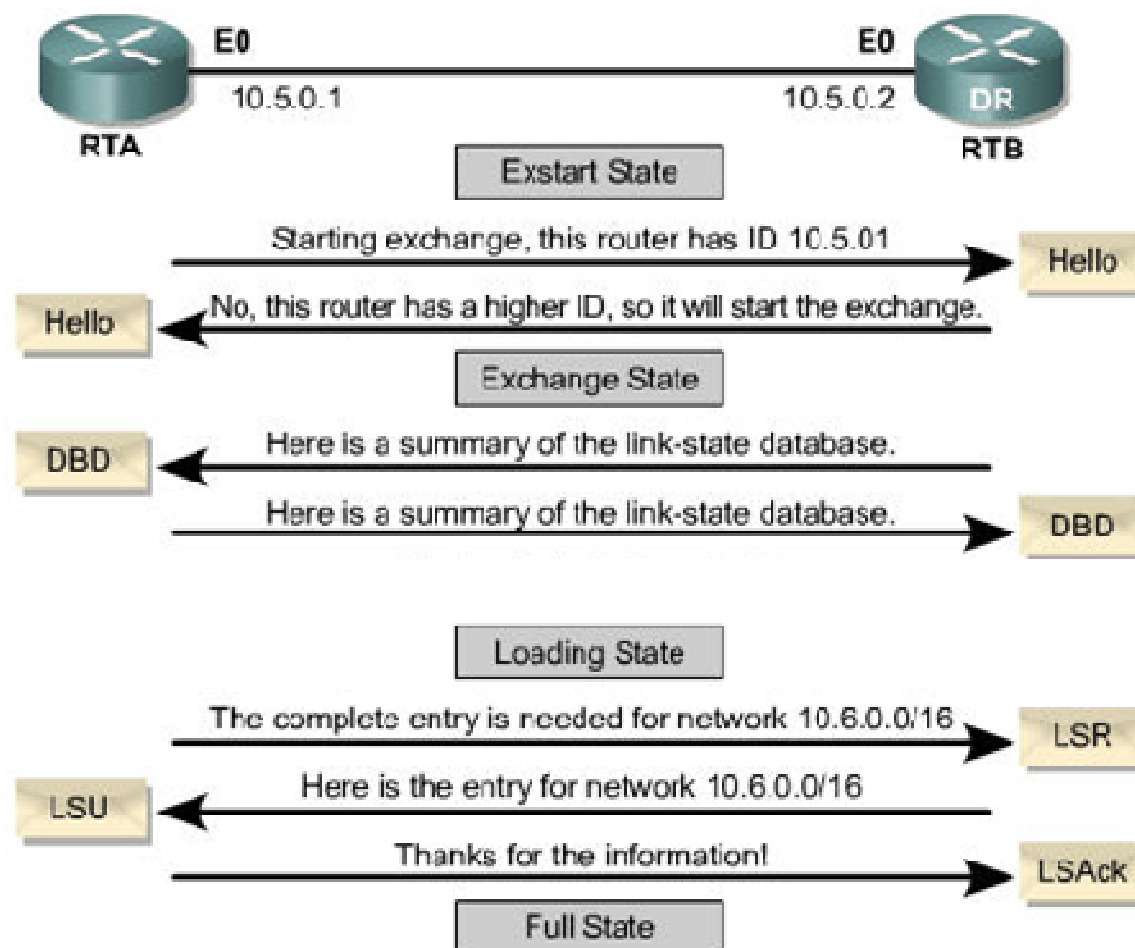 E0
E0
10.5.0.1
10.5.0.2
DR
RTA
RTB
Exstart State
Starting exchange, this router has ID 10.5.01
Hello
No, this router has a higher ID, so it will start the exchange.
Hello
Exchange State
Here is a summary of the link-state database.
DBD
Here is a summary of the link-state database.
DBD
Loading State
The complete entry is needed for network 10.6.0.0/16
LSR
Here is the entry for network 10.6.0.0/16
LSU
Thanks for the information!
LSAck
Full State